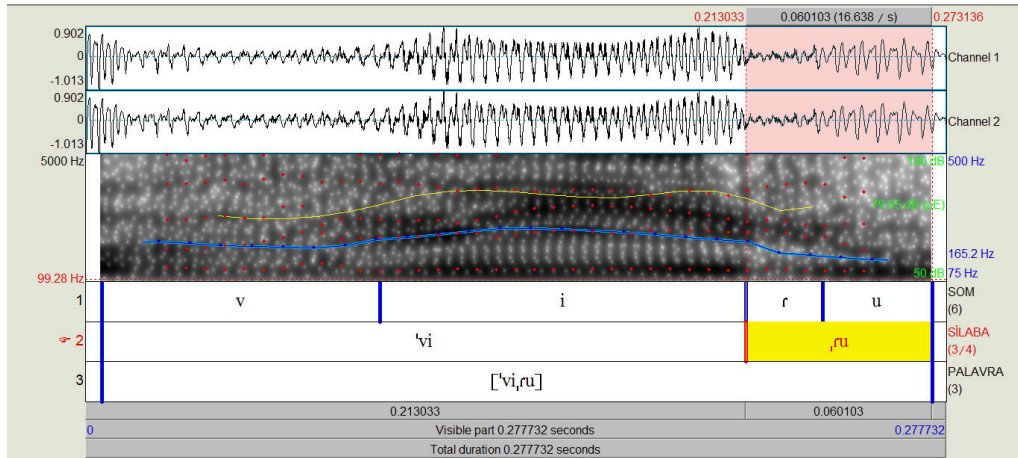 0.213033 0.060103 (16.638 / s) 0.273136
0.902
0
-1.013
Channel 1
0.902
0
-1.013
Channel 2
5000 Hz 100 dB 500 Hz
165.2 Hz
99.28 Hz 50 dB 75 Hz
1 v i ɾ u SOM
(6)
☞ 2 ˈvi ˌɾu SÍLABA
(3/4)
3 [ˈviˌɾu] PALAVRA
(3)
0.213033 0.060103
0 Visible part 0.277732 seconds 0.277732
Total duration 0.277732 seconds